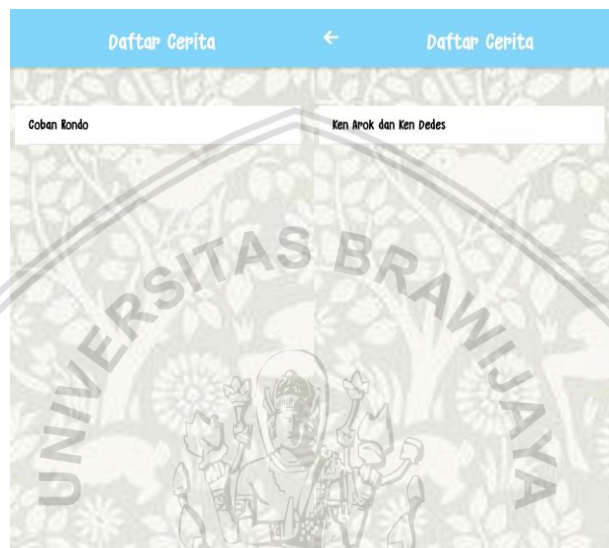 Daftar Cerita
Coban Rondo
Daftar Cerita
Ken Arok dan Ken Dedes
UNIVERSITAS BRAWIJAYA